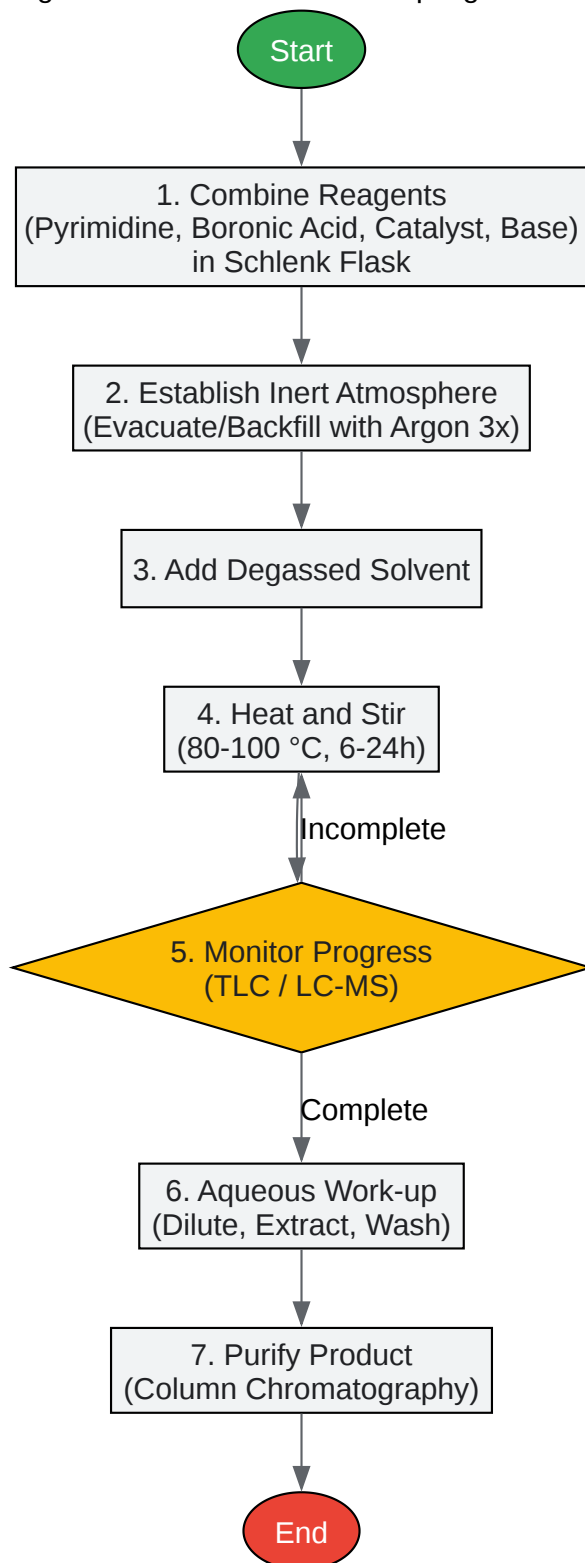 Start
1. Combine Reagents
(Pyrimidine, Boronic Acid, Catalyst, Base)
in Schlenk Flask
2. Establish Inert Atmosphere
(Evacuate/Backfill with Argon 3x)
3. Add Degassed Solvent
4. Heat and Stir
(80-100 °C, 6-24h)
Incomplete
5. Monitor Progress
(TLC / LC-MS)
Complete
6. Aqueous Work-up
(Dilute, Extract, Wash)
7. Purify Product
(Column Chromatography)
End